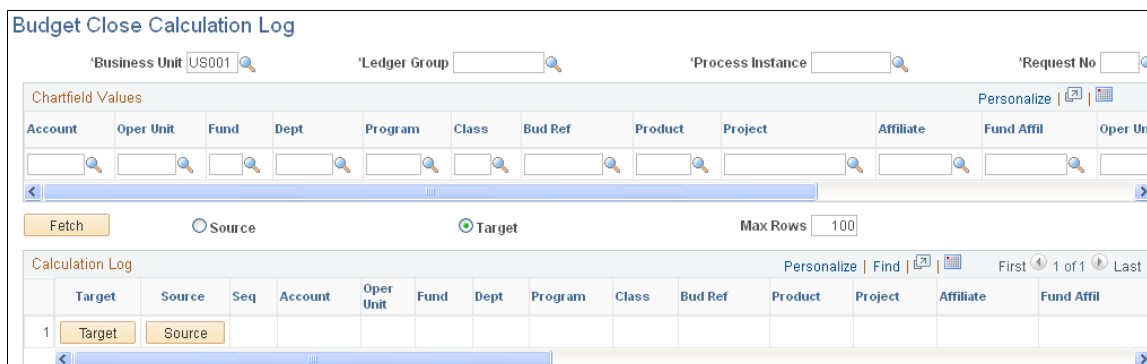 Budget Close Calculation Log
*Business Unit US001 *Ledger Group *Process Instance *Request No
Chartfield Values Personalize | |
Account Oper Unit Fund Dept Program Class Bud Ref Product Project Affiliate Fund Affil Oper Un
Fetch Source Target Max Rows 100
Calculation Log Personalize | Find | | First 1 of 1 Last
Target Source Seq Account Oper Unit Fund Dept Program Class Bud Ref Product Project Affiliate Fund Affil
1 Target Source